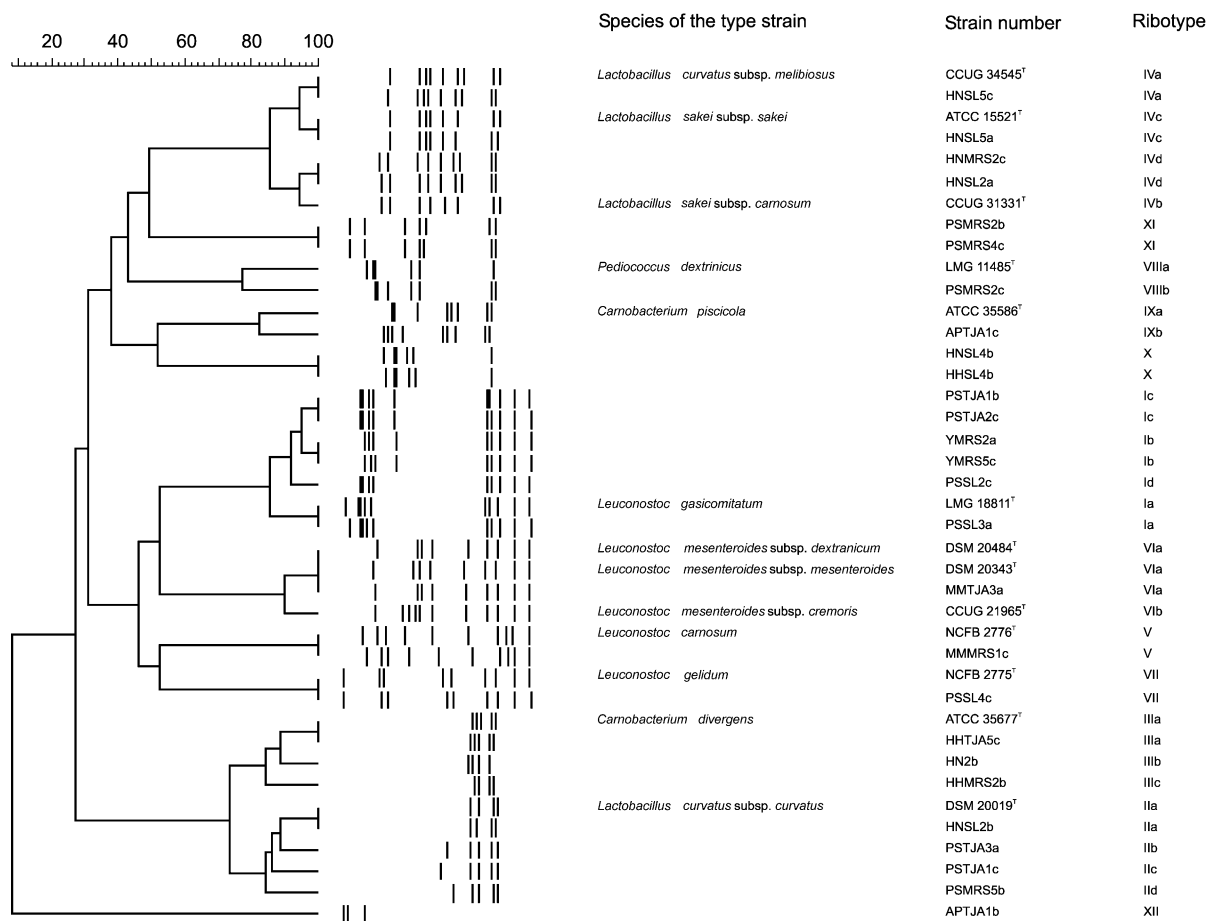 Species of the type strain Strain number Ribotype
20 40 60 80 100
Lactobacillus curvatus subsp. melibiosus CCUG 34545ᵀ IVa
HNSL5c IVa
Lactobacillus sakei subsp. sakei ATCC 15521ᵀ IVc
HNSL5a IVc
HNMRS2c IVd
HNSL2a IVd
Lactobacillus sakei subsp. carnosum CCUG 31331ᵀ IVb
PSMRS2b XI
PSMRS4c XI
Pediococcus dextrinicus LMG 11485ᵀ VIIIa
PSMRS2c VIIIb
Carnobacterium piscicola ATCC 35586ᵀ IXa
APTJA1c IXb
HNSL4b X
HHSL4b X
PSTJA1b Ic
PSTJA2c Ic
YMRS2a Ib
YMRS5c Ib
PSSL2c Id
Leuconostoc gasicomitatum LMG 18811ᵀ Ia
PSSL3a Ia
Leuconostoc mesenteroides subsp. dextranicum DSM 20484ᵀ VIa
Leuconostoc mesenteroides subsp. mesenteroides DSM 20343ᵀ VIa
MMTJA3a VIa
Leuconostoc mesenteroides subsp. cremoris CCUG 21965ᵀ VIb
Leuconostoc carnosum NCFB 2776ᵀ V
MMMRS1c V
Leuconostoc gelidum NCFB 2775ᵀ VII
PSSL4c VII
Carnobacterium divergens ATCC 35677ᵀ IIIa
HHTJA5c IIIa
HN2b IIIb
HHMRS2b IIIc
Lactobacillus curvatus subsp. curvatus DSM 20019ᵀ IIa
HNSL2b IIa
PSTJA3a IIb
PSTJA1c IIc
PSMRS5b IId
APTJA1b XII